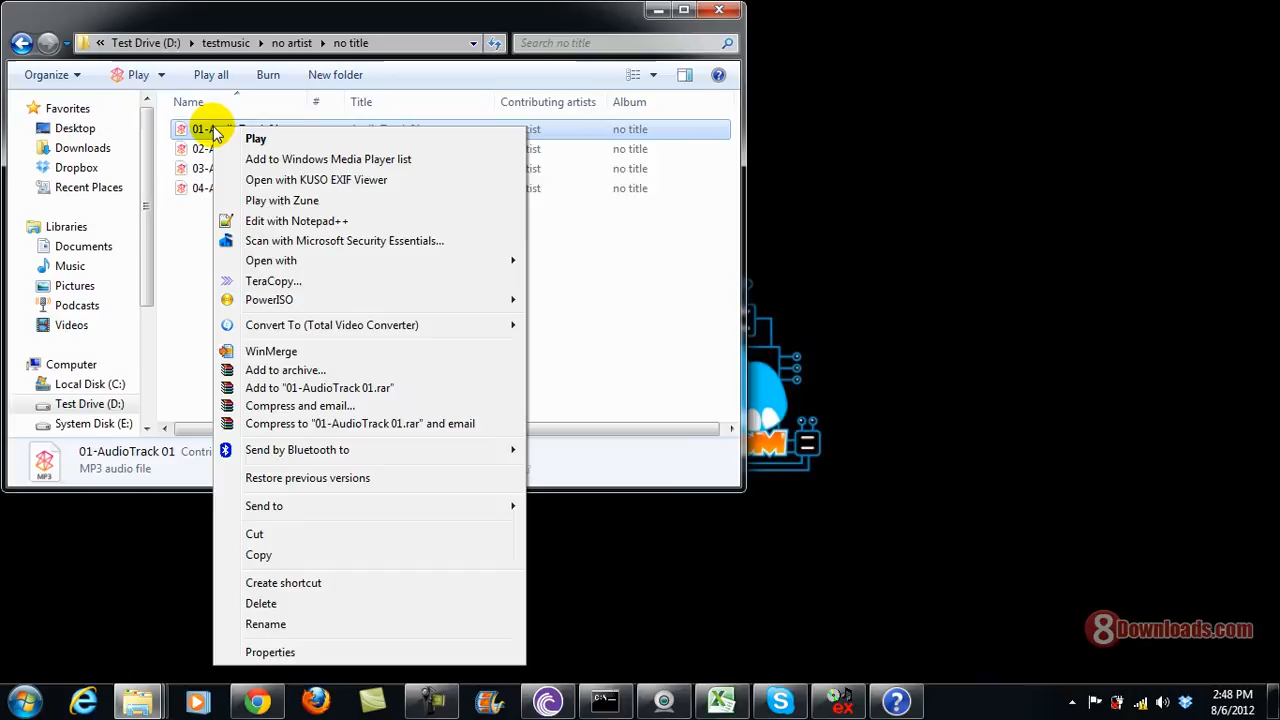 Test Drive (D:) testmusic no artist no title
Search no title
Organize Play Play all Burn New folder
Name # Title Contributing artists Album
Favorites
Desktop
Downloads
Dropbox
Recent Places
Libraries
Documents
Music
Pictures
Podcasts
Videos
Computer
Local Disk (C:)
Test Drive (D:)
System Disk (E:)
no title
no title
no title
no title
Play
Add to Windows Media Player list
Open with KUSO EXIF Viewer
Play with Zune
Edit with Notepad++
Scan with Microsoft Security Essentials...
Open with
TeraCopy...
PowerISO
Convert To (Total Video Converter)
WinMerge
Add to archive...
Add to "01-AudioTrack 01.rar"
Compress and email...
Compress to "01-AudioTrack 01.rar" and email
Send by Bluetooth to
Restore previous versions
Send to
Cut
Copy
Create shortcut
Delete
Rename
Properties
01-AudioTrack 01
MP3 audio file
MP3
8Downloads.com
ex
2:48 PM
8/6/2012